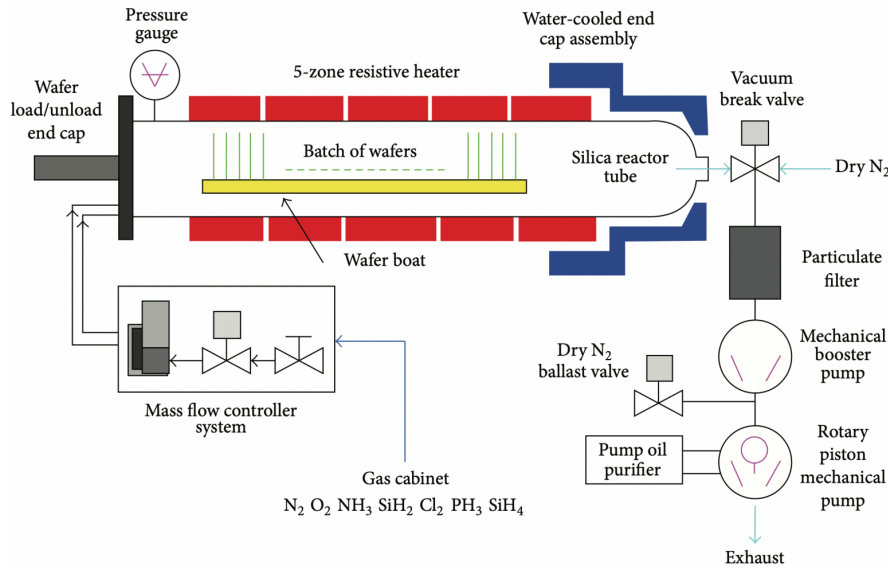 Pressure
gauge
Water-cooled end
cap assembly
5-zone resistive heater
Wafer
load/unload
end cap
Vacuum
break valve
Batch of wafers
Silica reactor
tube
Dry N₂
Wafer boat
Particulate
filter
Mechanical
booster
pump
Dry N₂
ballast valve
Mass flow controller
system
Pump oil
purifier
Rotary
piston
mechanical
pump
Gas cabinet
N₂ O₂ NH₃ SiH₂ Cl₂ PH₃ SiH₄
Exhaust